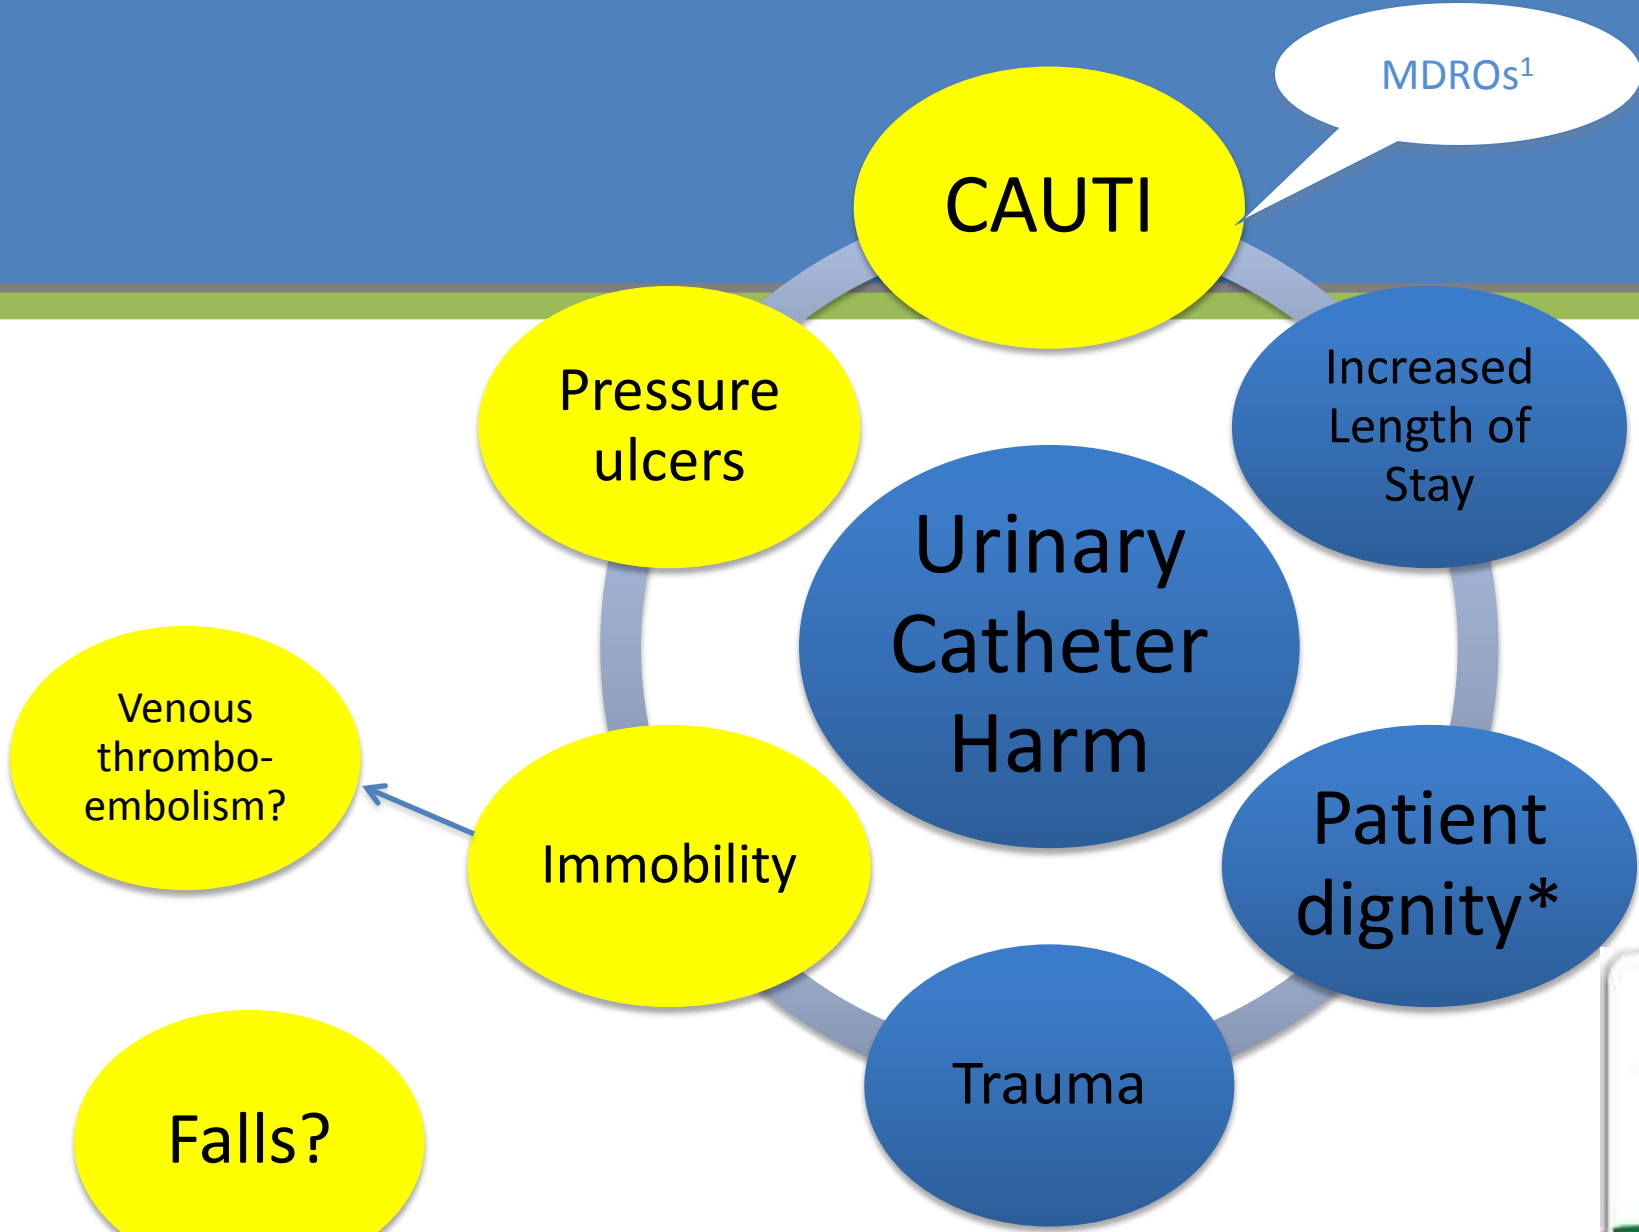 MDROs¹
CAUTI
Increased
Length of
Stay
Pressure
ulcers
Urinary
Catheter
Harm
Venous
thrombo-
embolism?
Immobility
Patient
dignity*
Trauma
Falls?